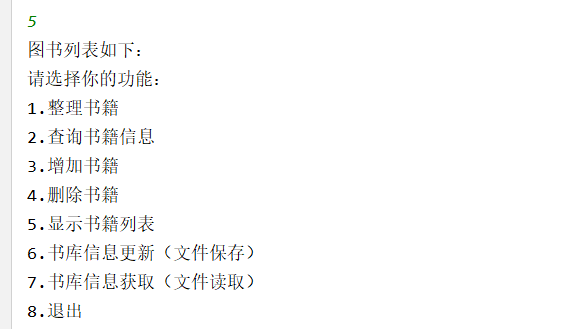 5
图书列表如下：
请选择你的功能：
1.整理书籍
2.查询书籍信息
3.增加书籍
4.删除书籍
5.显示书籍列表
6.书库信息更新（文件保存）
7.书库信息获取（文件读取）
8.退出